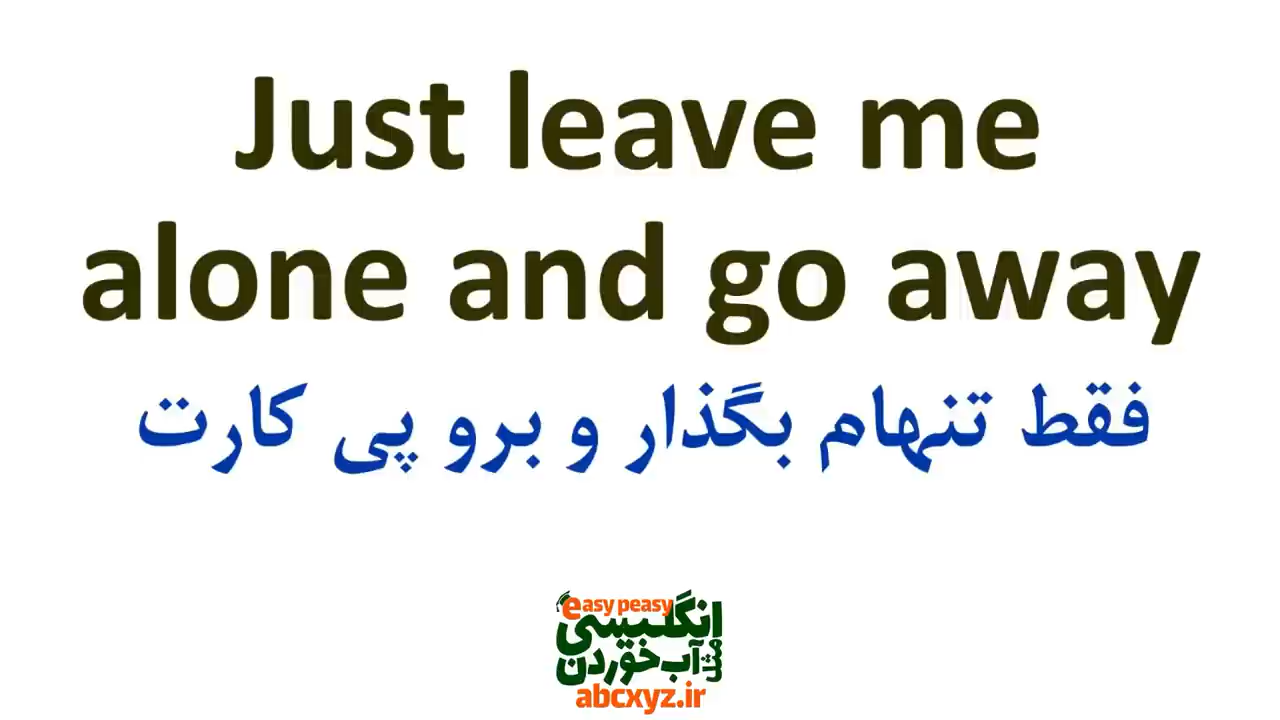 Just leave me
alone and go away
فقط تنهام بگذار و برو پی کارت
easy peasy
انگلیسی
مثل آب خوردن
abcxyz.ir